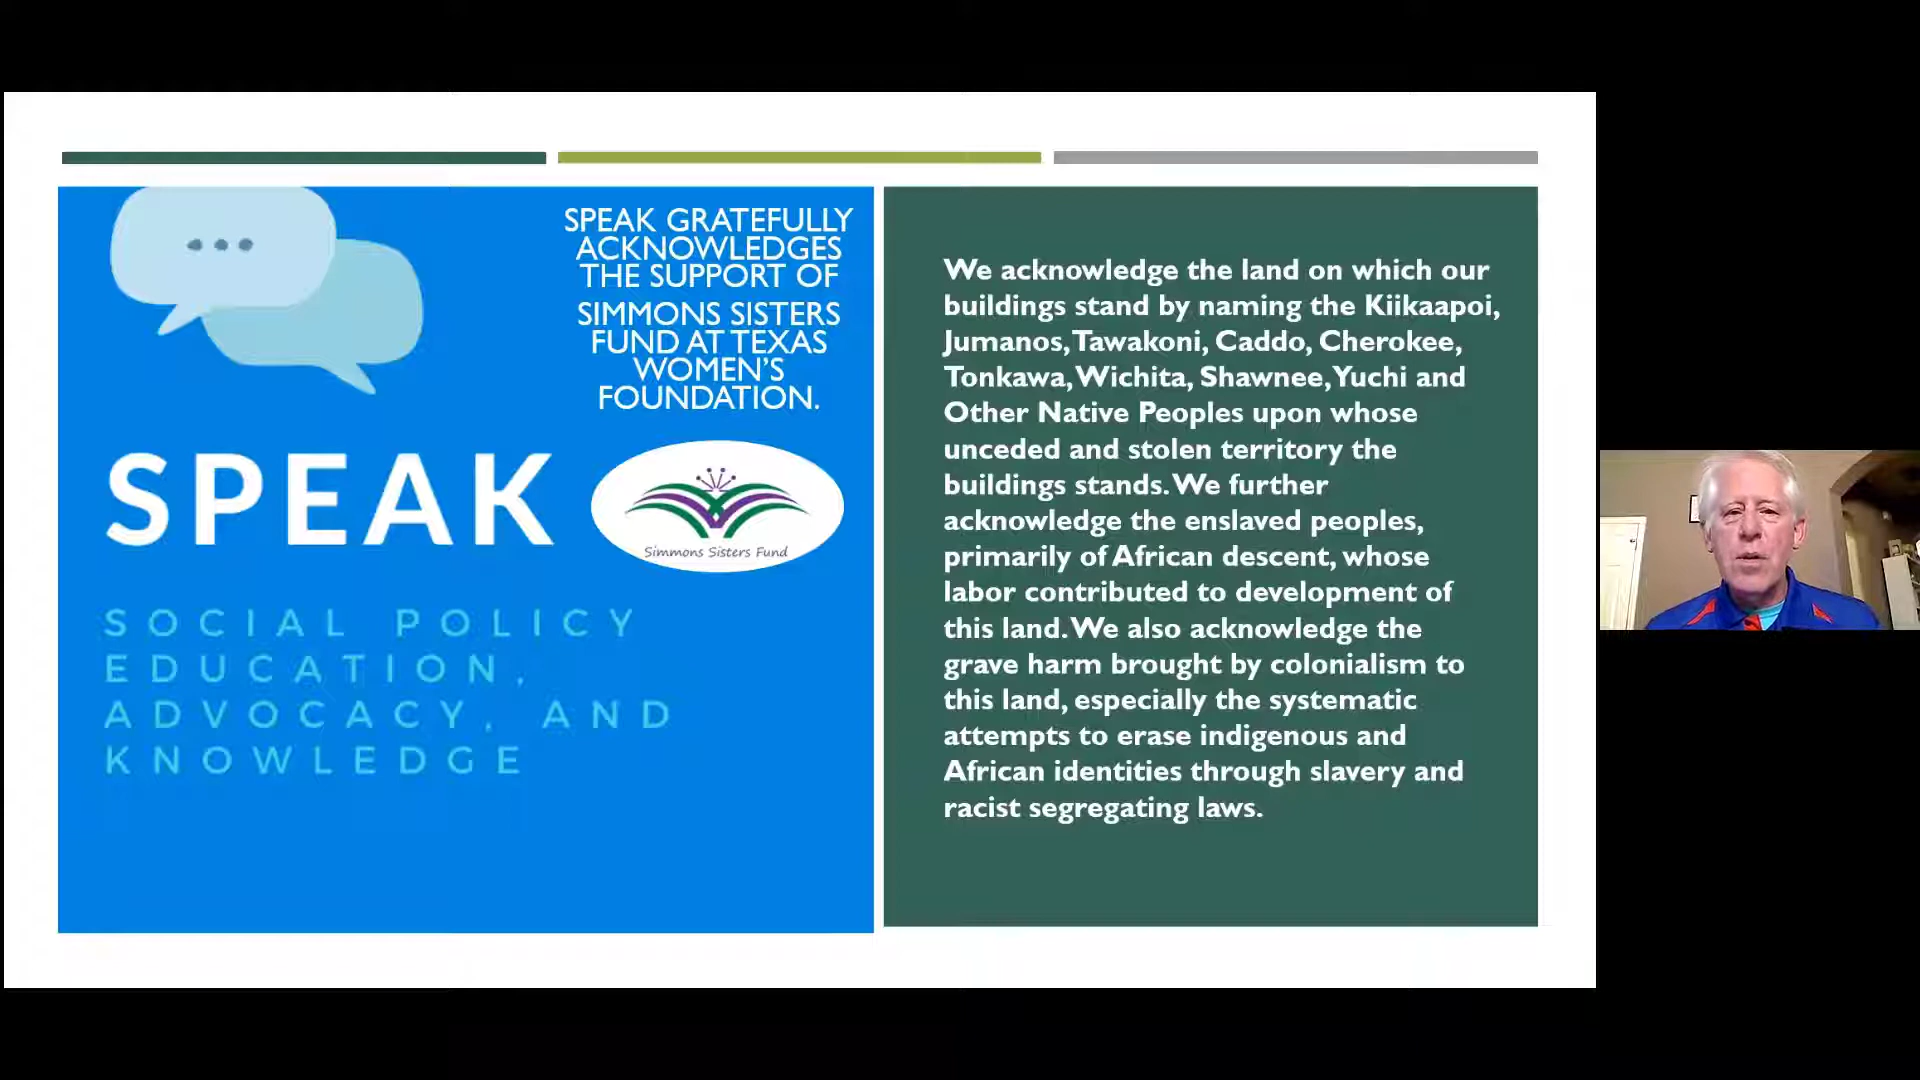 SPEAK GRATEFULLY
ACKNOWLEDGES
THE SUPPORT OF
SIMMONS SISTERS
FUND AT TEXAS
WOMEN'S
FOUNDATION.
SPEAK
Simmons Sisters Fund
SOCIAL POLICY
EDUCATION,
ADVOCACY, AND
KNOWLEDGE
We acknowledge the land on which our
buildings stand by naming the Kiikaapoi,
Jumanos, Tawakoni, Caddo, Cherokee,
Tonkawa, Wichita, Shawnee, Yuchi and
Other Native Peoples upon whose
unceded and stolen territory the
buildings stands. We further
acknowledge the enslaved peoples,
primarily of African descent, whose
labor contributed to development of
this land. We also acknowledge the
grave harm brought by colonialism to
this land, especially the systematic
attempts to erase indigenous and
African identities through slavery and
racist segregating laws.